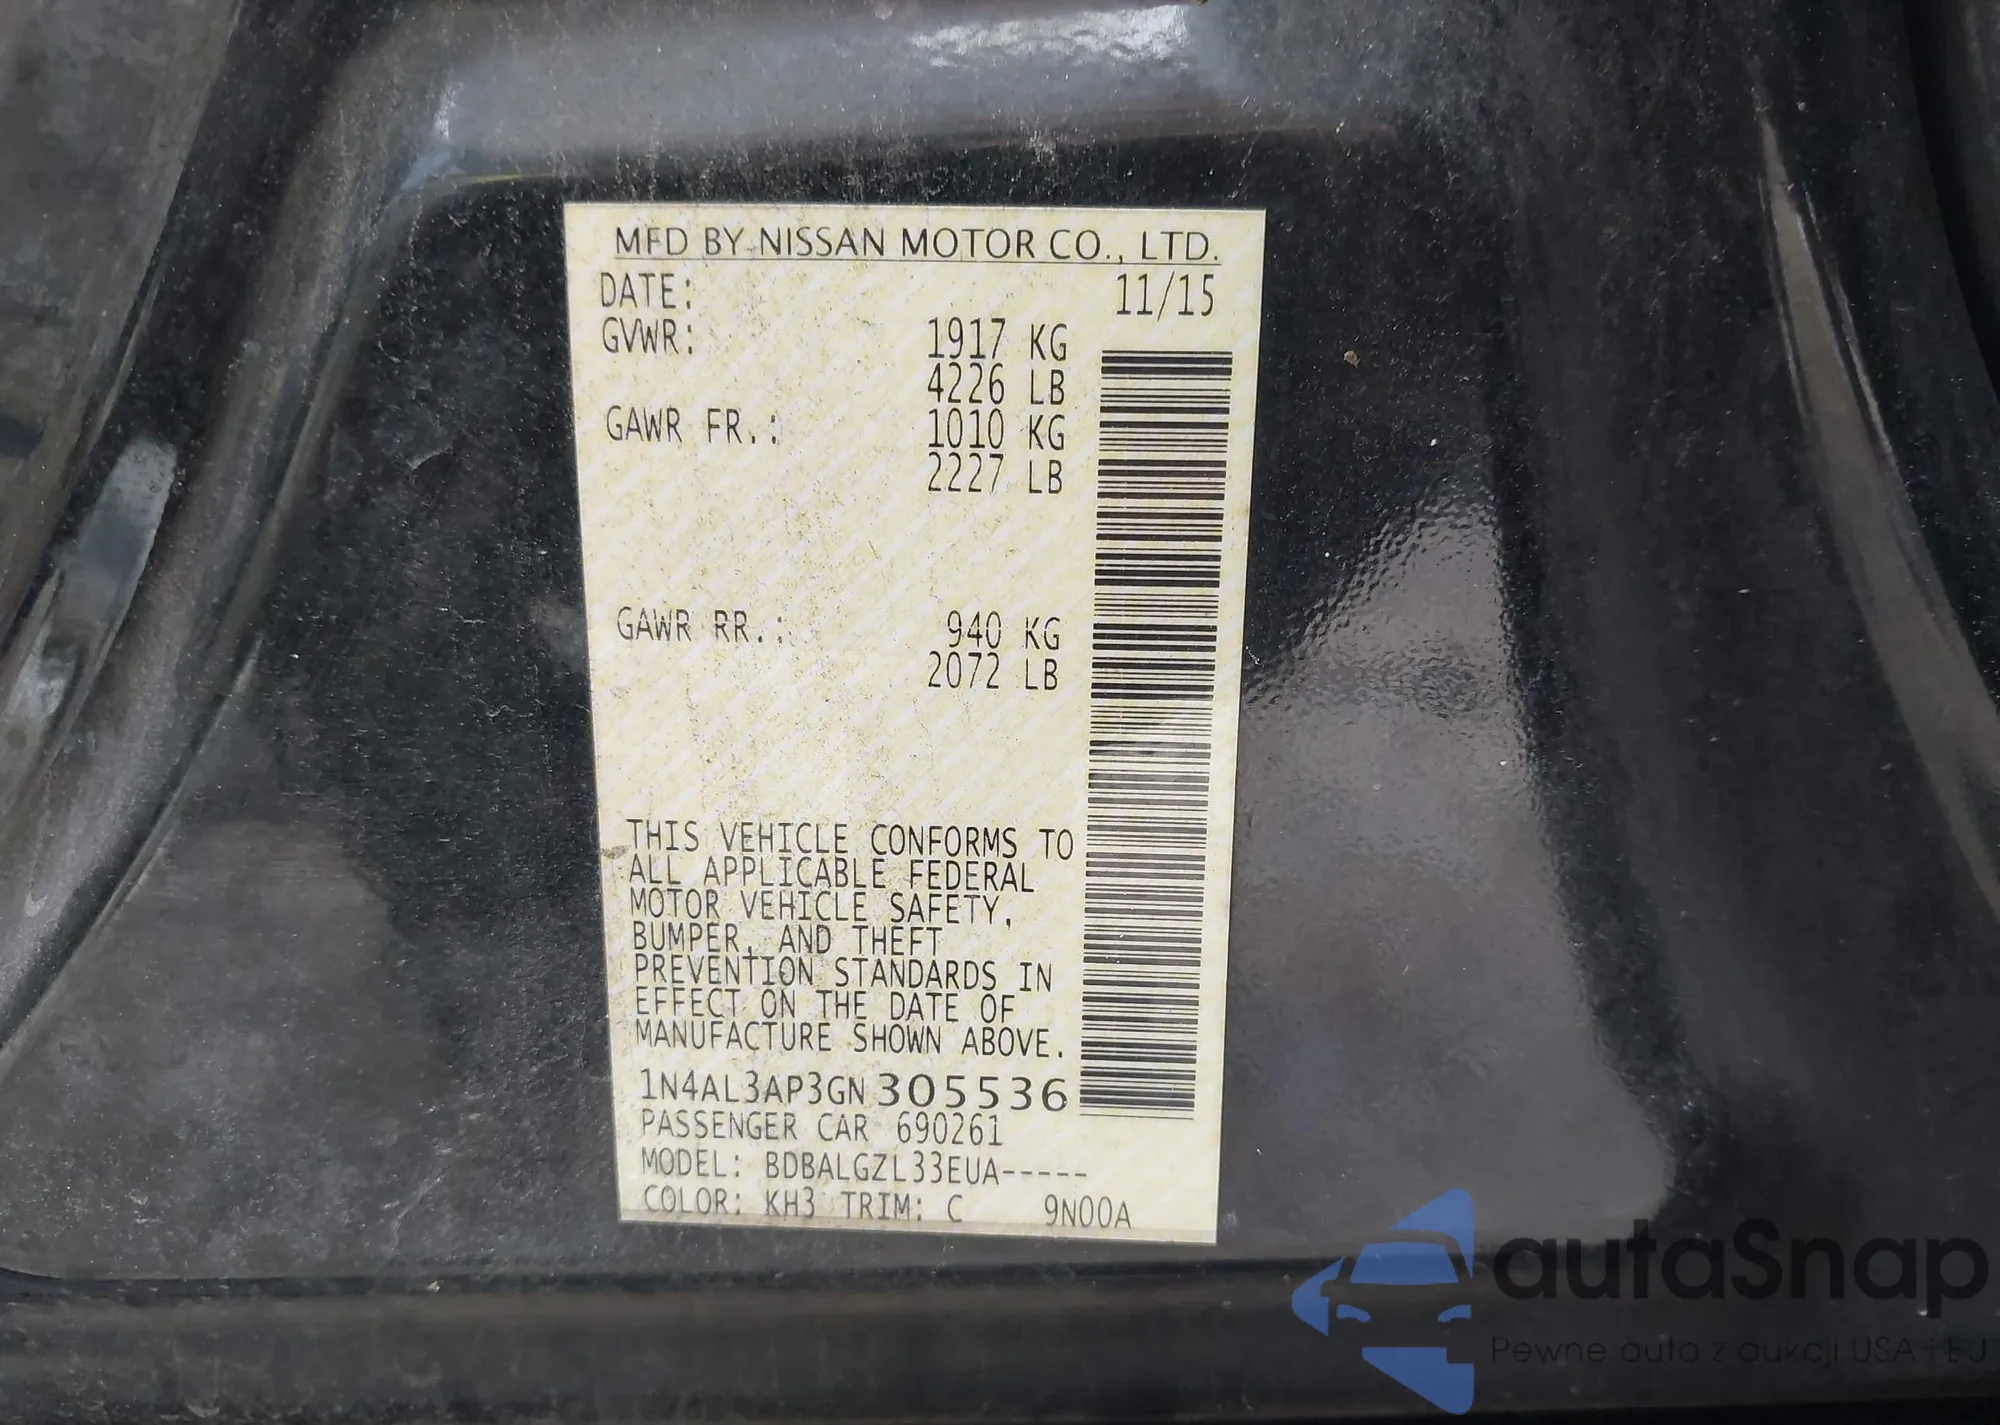 MFD BY NISSAN MOTOR CO., LTD.
DATE: 11/15
GVWR: 1917 KG
4226 LB
GAWR FR.: 1010 KG
2227 LB
GAWR RR.: 940 KG
2072 LB
THIS VEHICLE CONFORMS TO
ALL APPLICABLE FEDERAL
MOTOR VEHICLE SAFETY,
BUMPER, AND THEFT
PREVENTION STANDARDS IN
EFFECT ON THE DATE OF
MANUFACTURE SHOWN ABOVE.
1N4AL3AP3GN305536
PASSENGER CAR 690261
MODEL: BDBALGZL33EUA-----
COLOR: KH3 TRIM: C 9N00A
autaSnap
Pewne auta z aukcji USA i EU